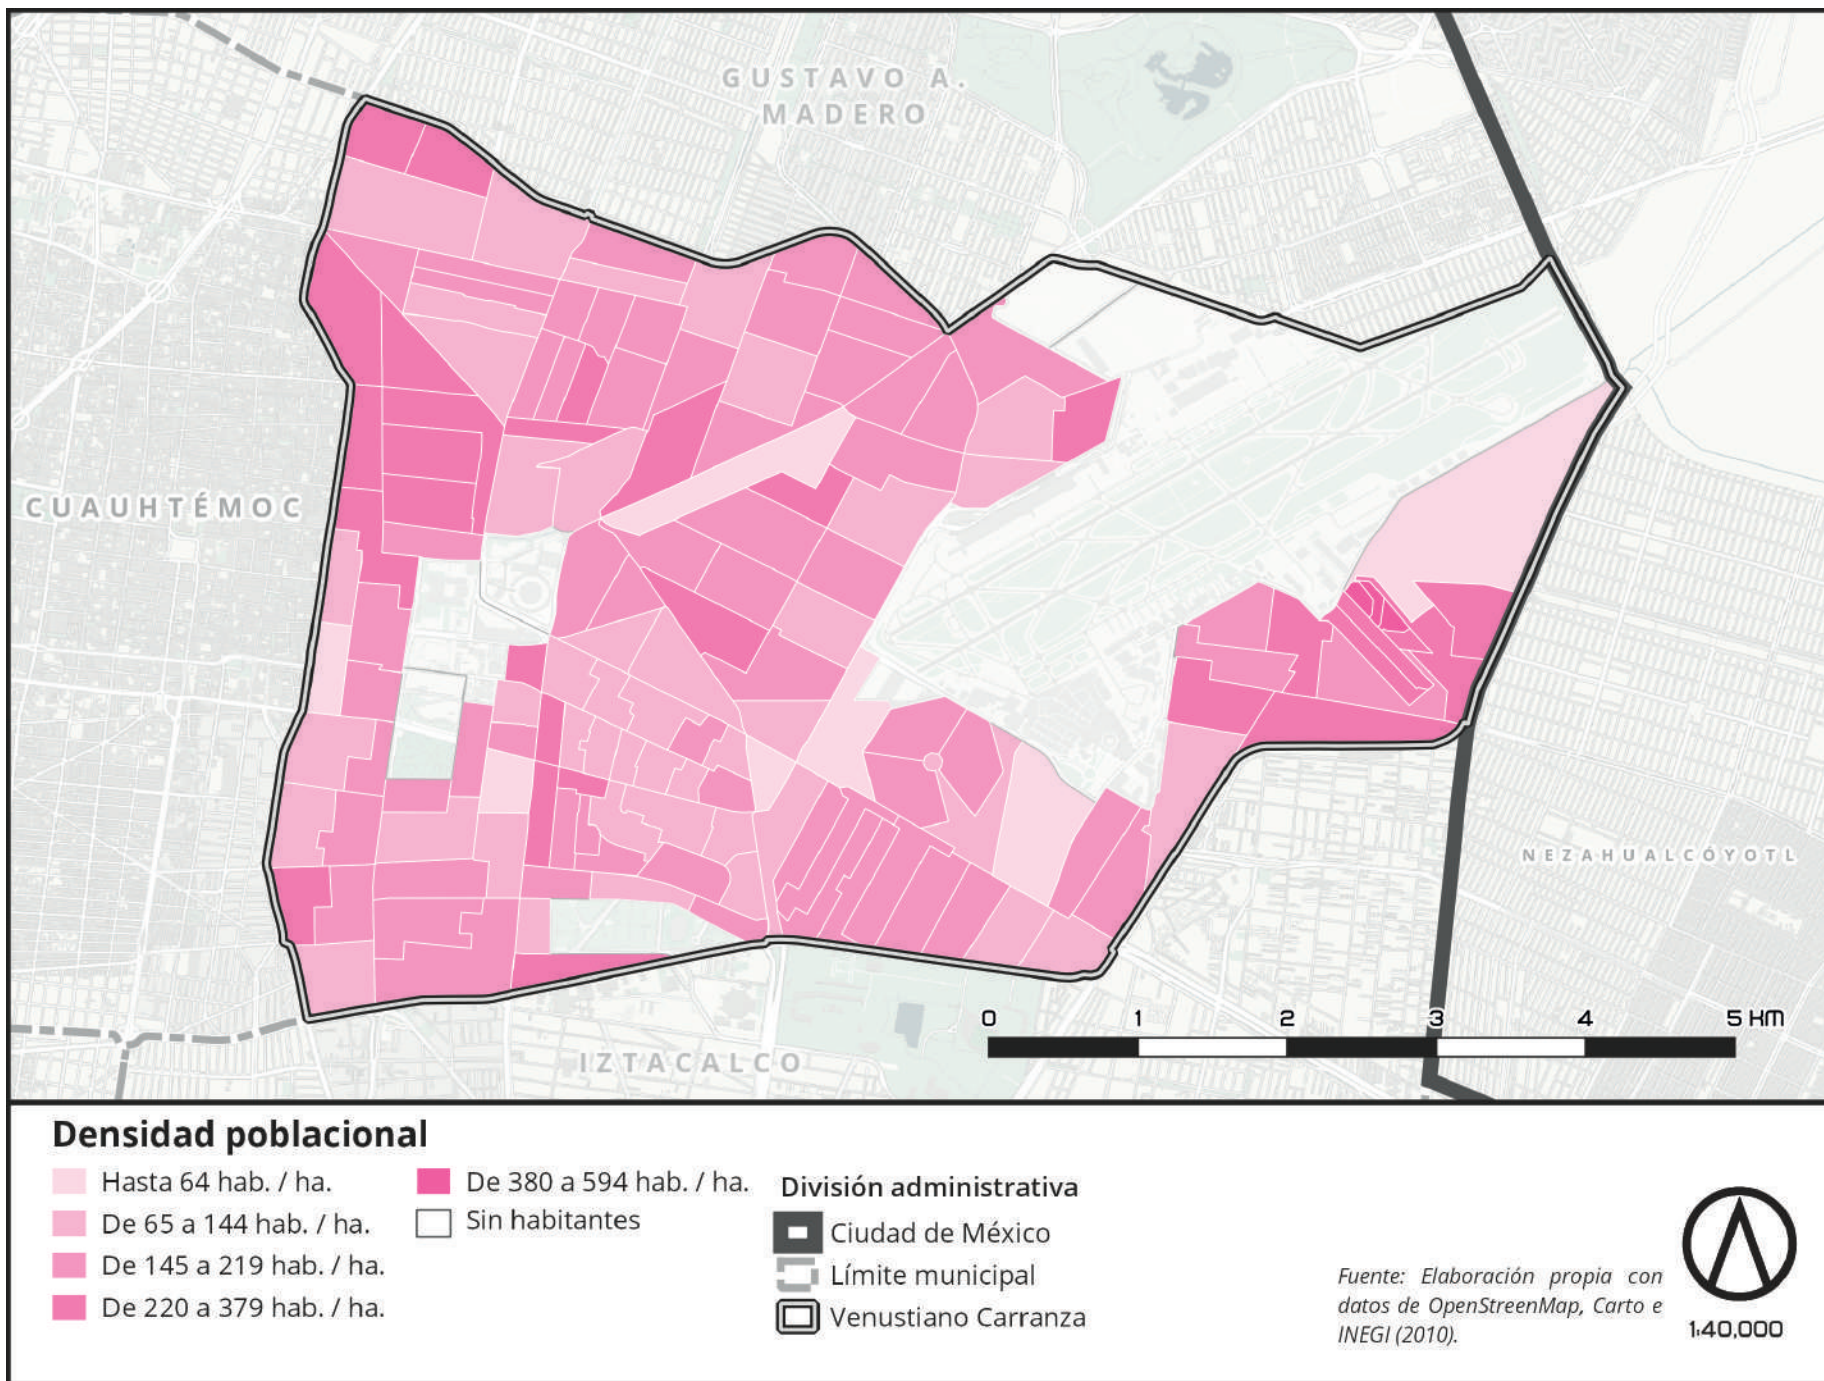 GUSTAVO A.
MADERO
CUAUHTÉMOC
NEZAHUALCÓYOTL
IZTACALCO
0 1 2 3 4 5 KM
Densidad poblacional
Hasta 64 hab. / ha.
De 65 a 144 hab. / ha.
De 145 a 219 hab. / ha.
De 220 a 379 hab. / ha.
De 380 a 594 hab. / ha.
Sin habitantes
División administrativa
Ciudad de México
Límite municipal
Venustiano Carranza
Fuente: Elaboración propia con
datos de OpenStreenMap, Carto e
INEGI (2010).
1:40,000